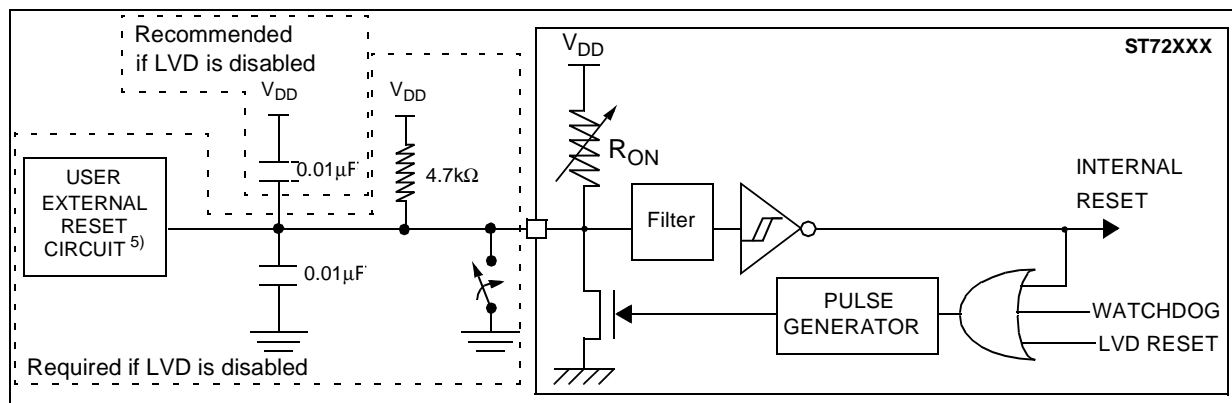 Recommended
if LVD is disabled
V_DD
0.01μF
V_DD
4.7kΩ
USER
EXTERNAL
RESET
CIRCUIT 5)
0.01μF
Required if LVD is disabled
ST72XXX
V_DD
R_ON
Filter
INTERNAL
RESET
PULSE
GENERATOR
WATCHDOG
LVD RESET